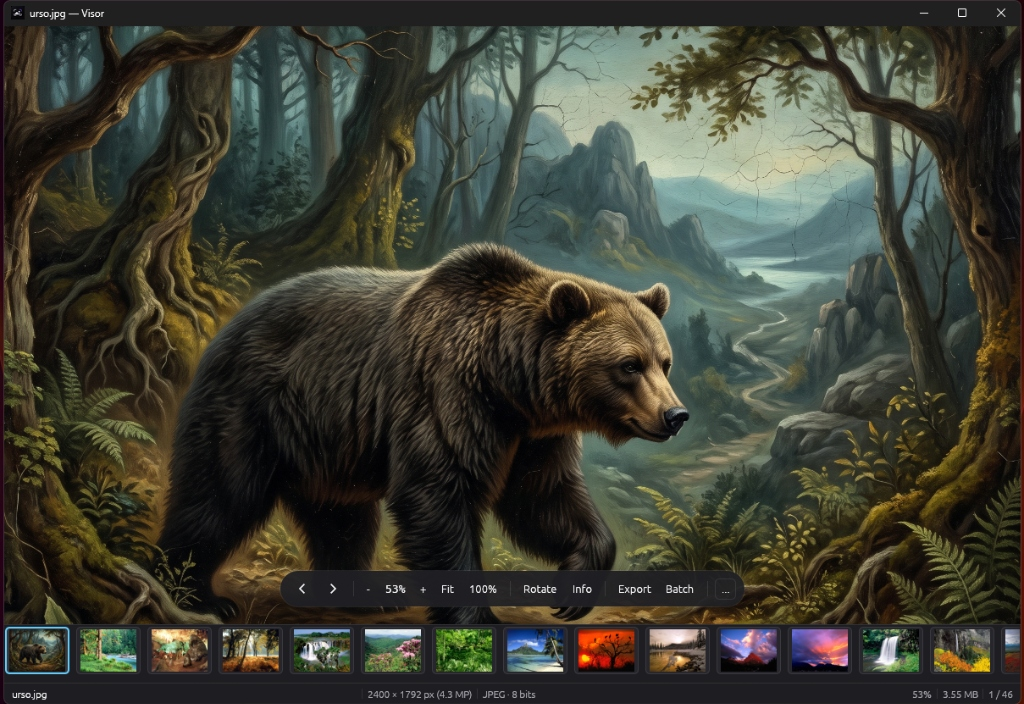 urso.jpg — Visor
- 53% + Fit 100% Rotate Info Export Batch ...
urso.jpg 2400 × 1792 px (4.3 MP) JPEG · 8 bits 53% 3.55 MB 1 / 46